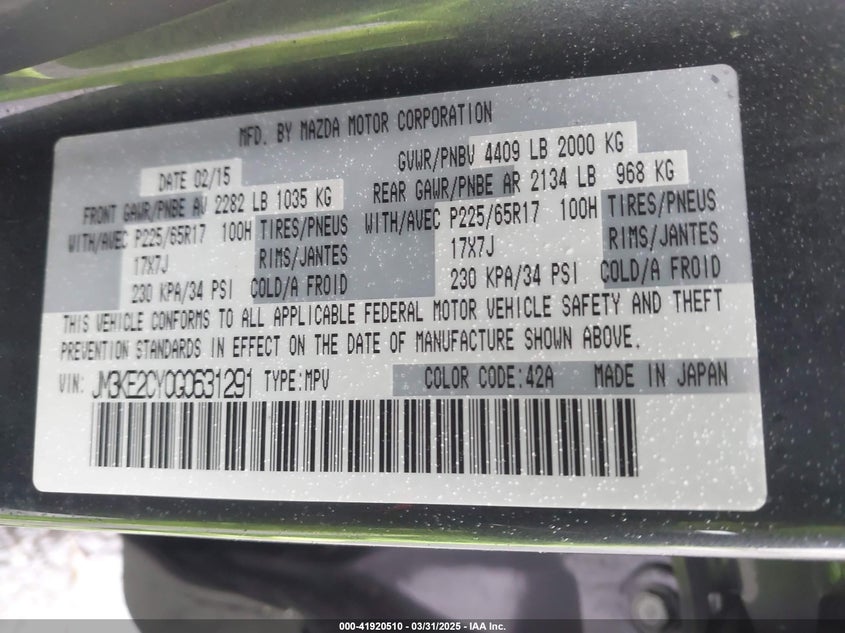 MFD. BY MAZDA MOTOR CORPORATION
DATE 02/15 GVWR/PNBV 4409 LB 2000 KG
FRONT GAWR/PNBE AV 2282 LB 1035 KG REAR GAWR/PNBE AR 2134 LB 968 KG
WITH/AVEC P225/65R17 100H TIRES/PNEUS WITH/AVEC P225/65R17 100H TIRES/PNEUS
17X7J RIMS/JANTES 17X7J RIMS/JANTES
230 KPA/34 PSI COLD/A FROID 230 KPA/34 PSI COLD/A FROID
THIS VEHICLE CONFORMS TO ALL APPLICABLE FEDERAL MOTOR VEHICLE SAFETY AND THEFT
PREVENTION STANDARDS IN EFFECT ON THE DATE OF MANUFACTURE SHOWN ABOVE.
VIN: JM3KE2CY0G0631291 TYPE:MPV COLOR CODE:42A MADE IN JAPAN
000-41920510 - 03/31/2025 - IAA Inc.